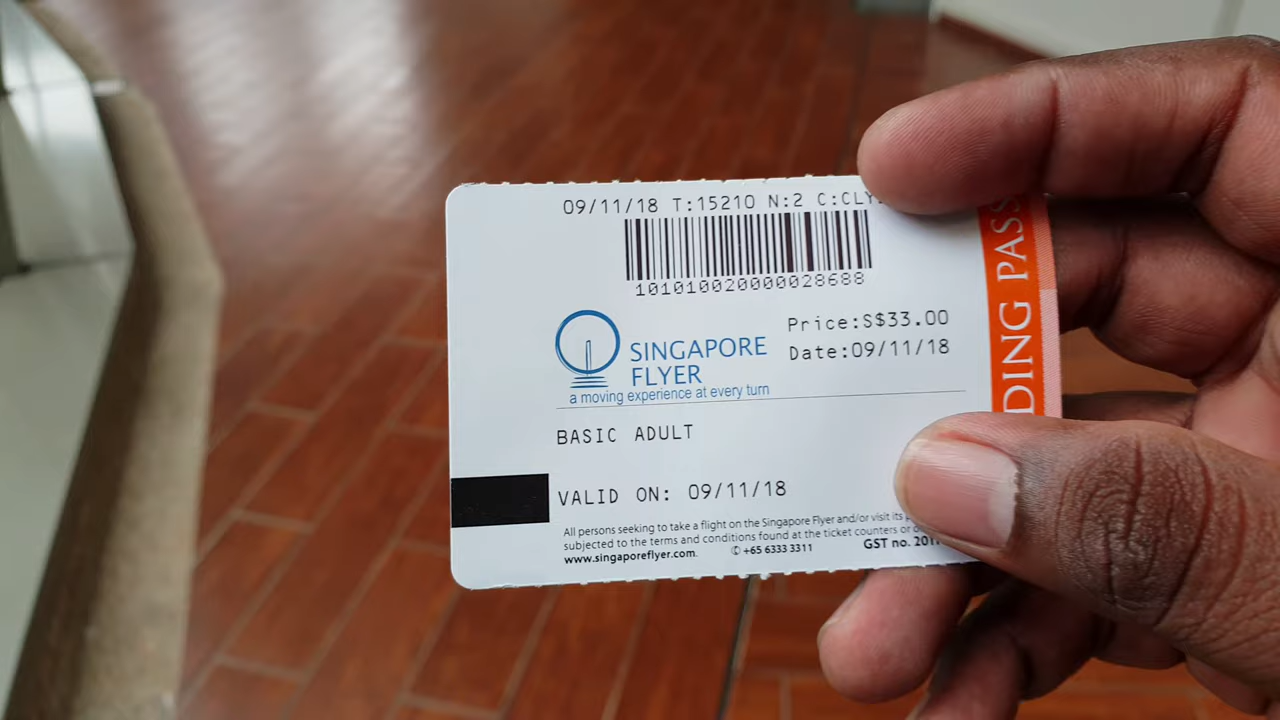 09/11/18 T:15210 N:2 C:CLY
101010020000028688
SINGAPORE
FLYER
a moving experience at every turn
Price:S$33.00
Date:09/11/18
BASIC ADULT
VALID ON: 09/11/18
All persons seeking to take a flight on the Singapore Flyer and/or visit its
subjected to the terms and conditions found at the ticket counters or
www.singaporeflyer.com. ✆ +65 6333 3311 GST no. 201
DING PASS